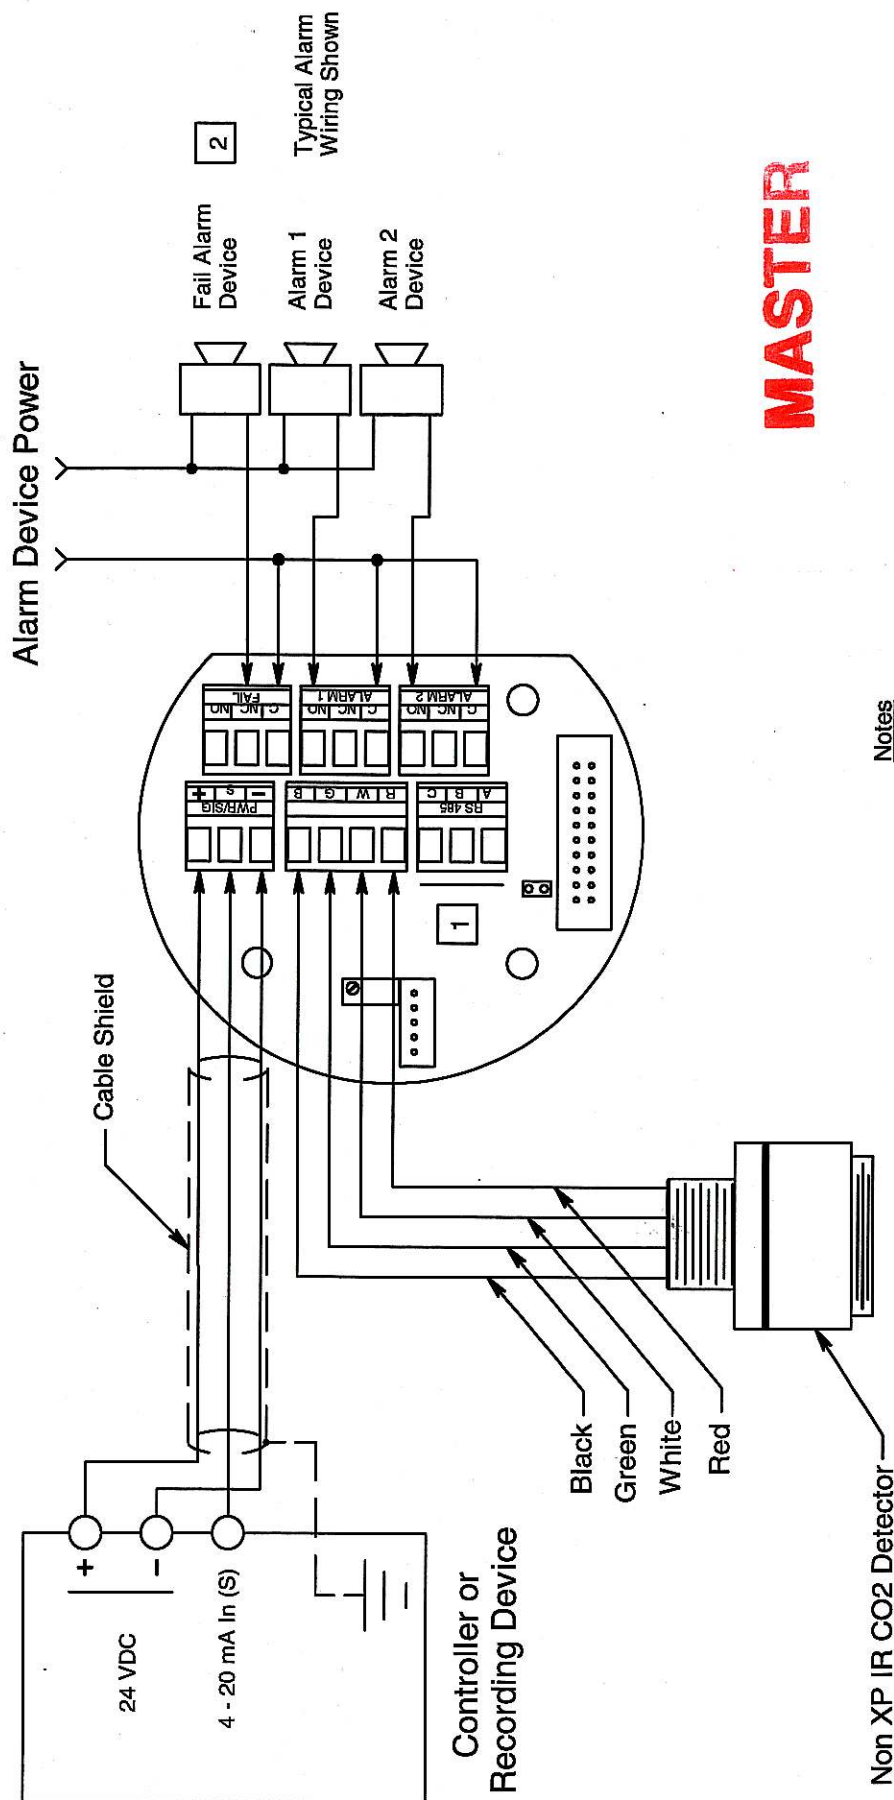 Alarm Device Power
Fail Alarm
Device
2
Alarm 1
Device
Typical Alarm
Wiring Shown
Alarm 2
Device
FAIL
NO NC C
ALARM 1
NO NC C
ALARM 2
NO NC C
PWR/SIG
+ S -
B G W R
RS 485
C B A
1
Cable Shield
+
-
24 VDC
4 - 20 mA In (S)
Controller or
Recording Device
Black
Green
White
Red
Non XP IR CO2 Detector
MASTER
Notes